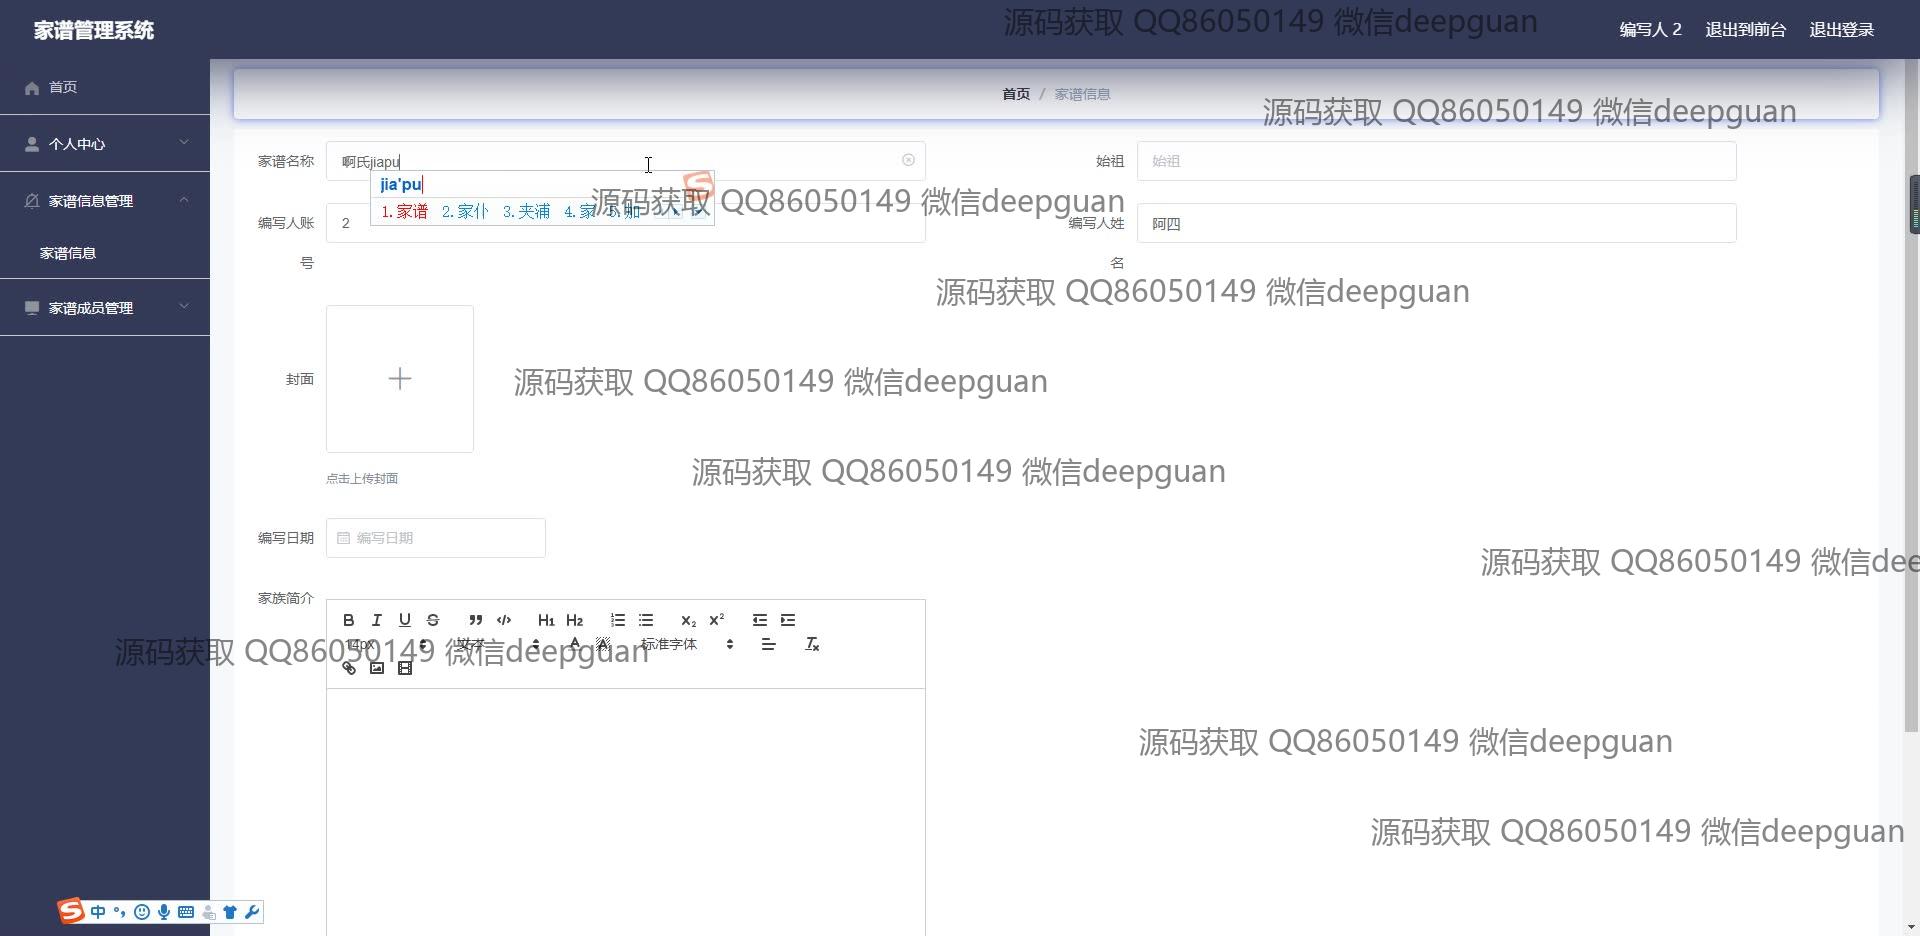 家谱管理系统
源码获取 QQ86050149 微信deepguan
编写人 2 退出到前台 退出登录
首页
首页 / 家谱信息
源码获取 QQ86050149 微信deepguan
个人中心
家谱名称 啊氏jiapu
始祖 始祖
jia'pu
源码获取 QQ86050149 微信deepguan
家谱信息管理
1.家谱 2.家仆 3.夹浦 4.家 5.加
编写人账号 2
编写人姓名 阿四
家谱信息
源码获取 QQ86050149 微信deepguan
家谱成员管理
封面
源码获取 QQ86050149 微信deepguan
点击上传封面
源码获取 QQ86050149 微信deepguan
编写日期 编写日期
源码获取 QQ86050149 微信dee
家族简介
B I U S H1 H2 x2 x2
14px 标准字体
源码获取 QQ86050149 微信deepguan
源码获取 QQ86050149 微信deepguan
源码获取 QQ86050149 微信deepguan
中